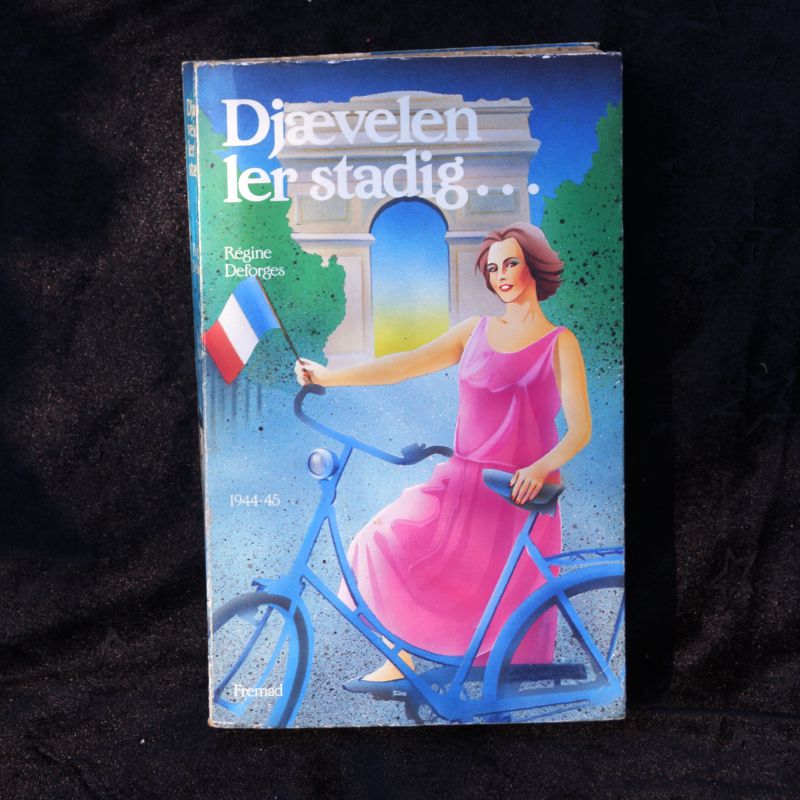 Djævelen
ler stadig...
Régine
Deforges
1944-45
Fremad